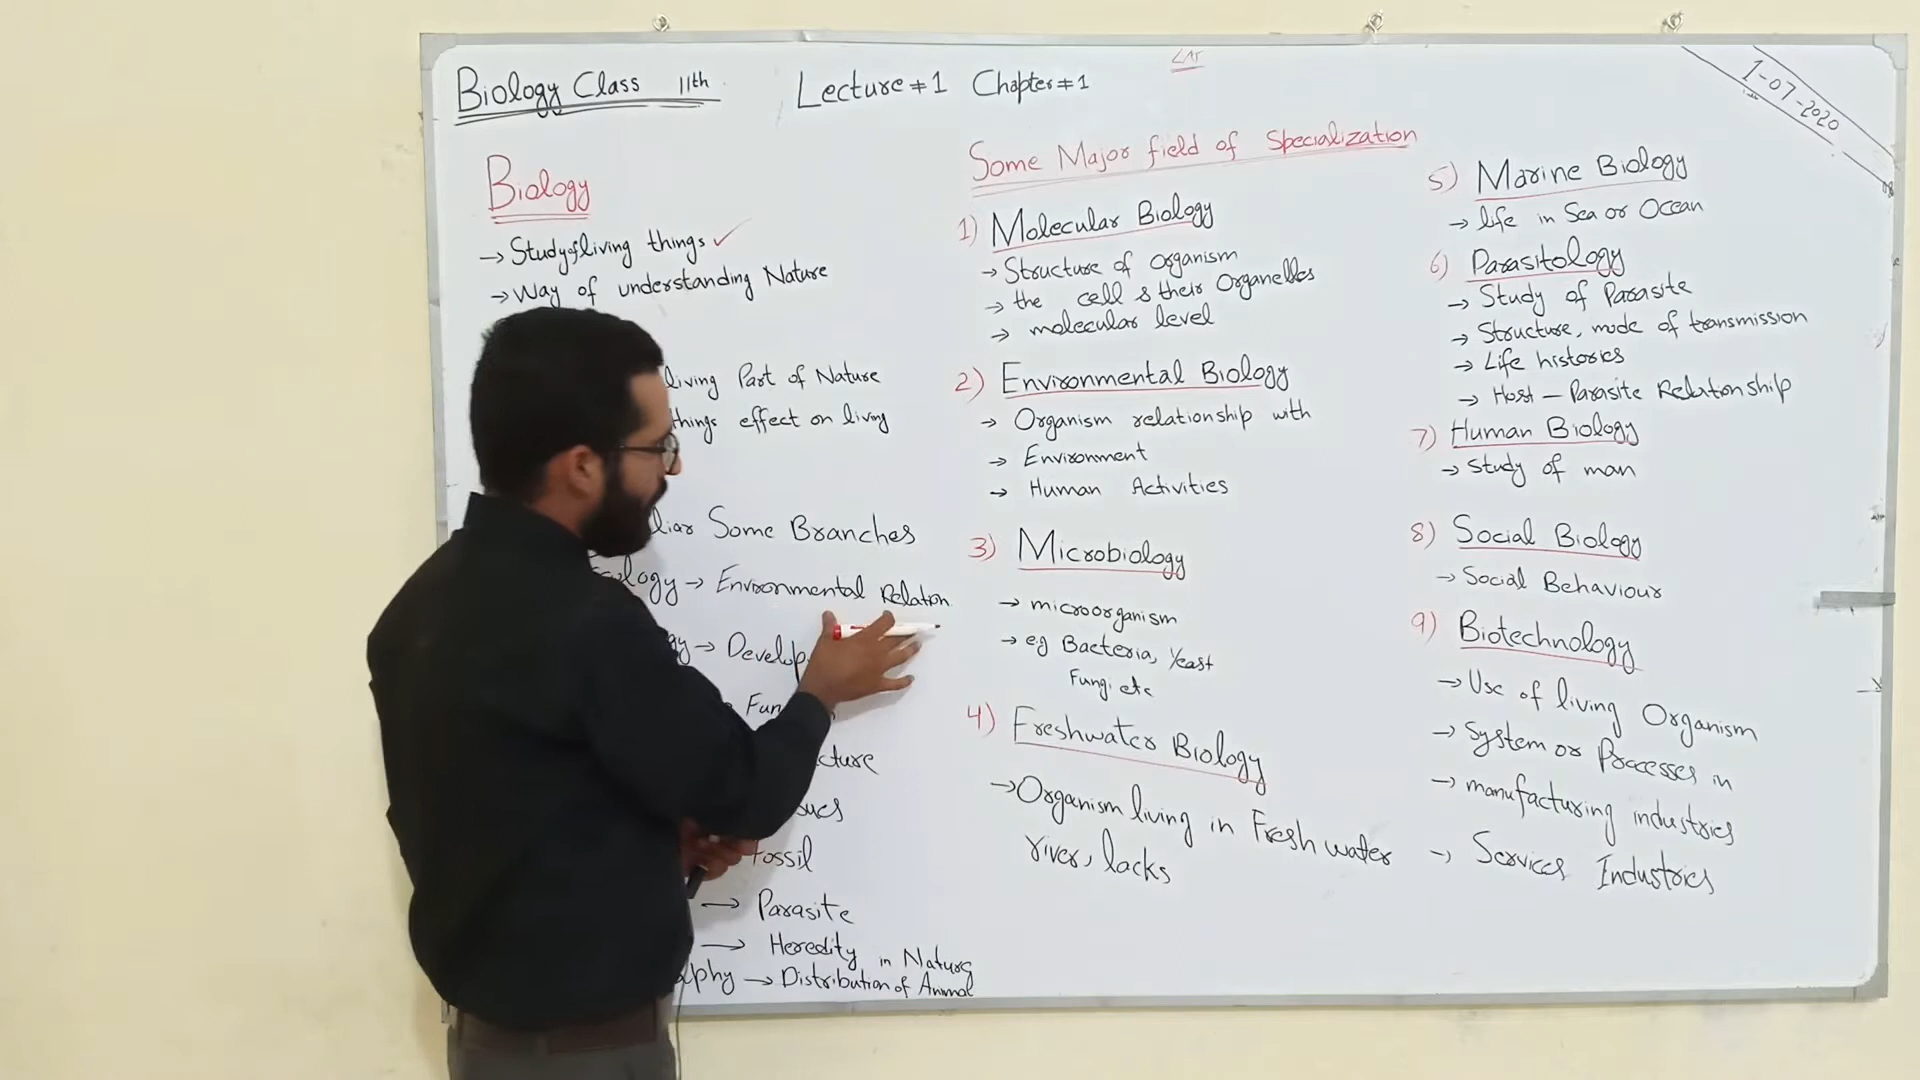 Biology Class 11th Lecture #1 Chapter #1
1-07-2020
Biology
→ Study of living things ✓
→ Way of understanding Nature
living Part of Nature
things effect on living
liar Some Branches
ology → Environmental Relation
gy → Develop
Fun
cture
sues
Fossil
→ Parasite
→ Heredity in Nature
aphy → Distribution of Animal
Some Major field of Specialization
1) Molecular Biology
→ Structure of organism
→ the cell & their Organelles
→ molecular level
2) Environmental Biology
→ Organism relationship with
→ Environment
→ Human Activities
3) Microbiology
→ microorganism
→ eg Bacteria, Yeast
Fungi etc
4) Freshwater Biology
→ Organism living in Fresh water
river, lacks
5) Marine Biology
→ life in Sea or Ocean
6) Parasitology
→ Study of Parasite
→ Structure, mode of transmission
→ Life histories
→ Host – Parasite Relationship
7) Human Biology
→ Study of man
8) Social Biology
→ Social Behaviour
9) Biotechnology
→ Use of living Organism
→ System or Processes in
→ manufacturing industries
→ Services Industries